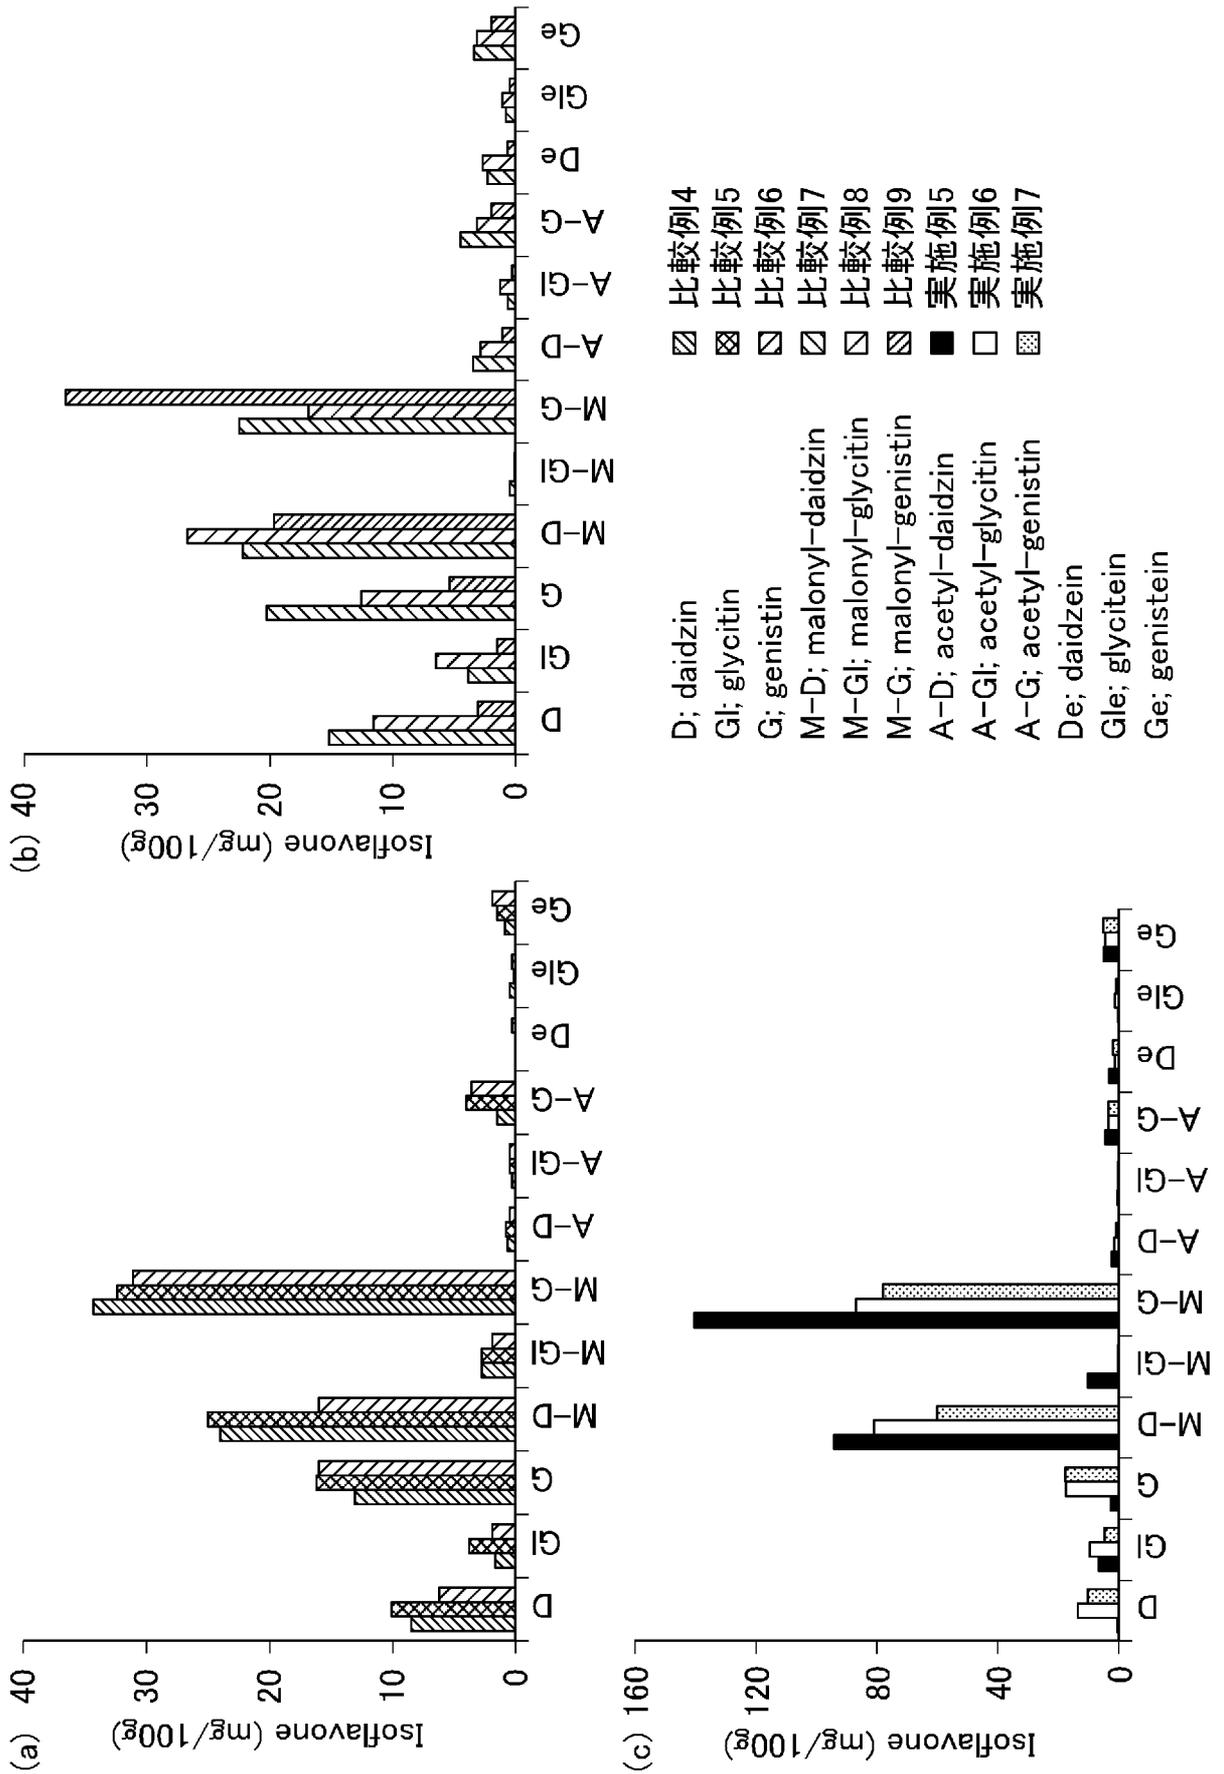 (a)
Isoflavone (mg/100g)
40
30
20
10
0
D Gl G M-D M-Gl M-G A-D A-Gl A-G De Gle Ge
(b)
Isoflavone (mg/100g)
40
30
20
10
0
D Gl G M-D M-Gl M-G A-D A-Gl A-G De Gle Ge
(c)
Isoflavone (mg/100g)
160
120
80
40
0
D Gl G M-D M-Gl M-G A-D A-Gl A-G De Gle Ge
D; daidzin
Gl; glycitin
G; genistin
M-D; malonyl-daidzin
M-Gl; malonyl-glycitin
M-G; malonyl-genistin
A-D; acetyl-daidzin
A-Gl; acetyl-glycitin
A-G; acetyl-genistin
De; daidzein
Gle; glycitein
Ge; genistein
比較例4
比較例5
比較例6
比較例7
比較例8
比較例9
実施例5
実施例6
実施例7